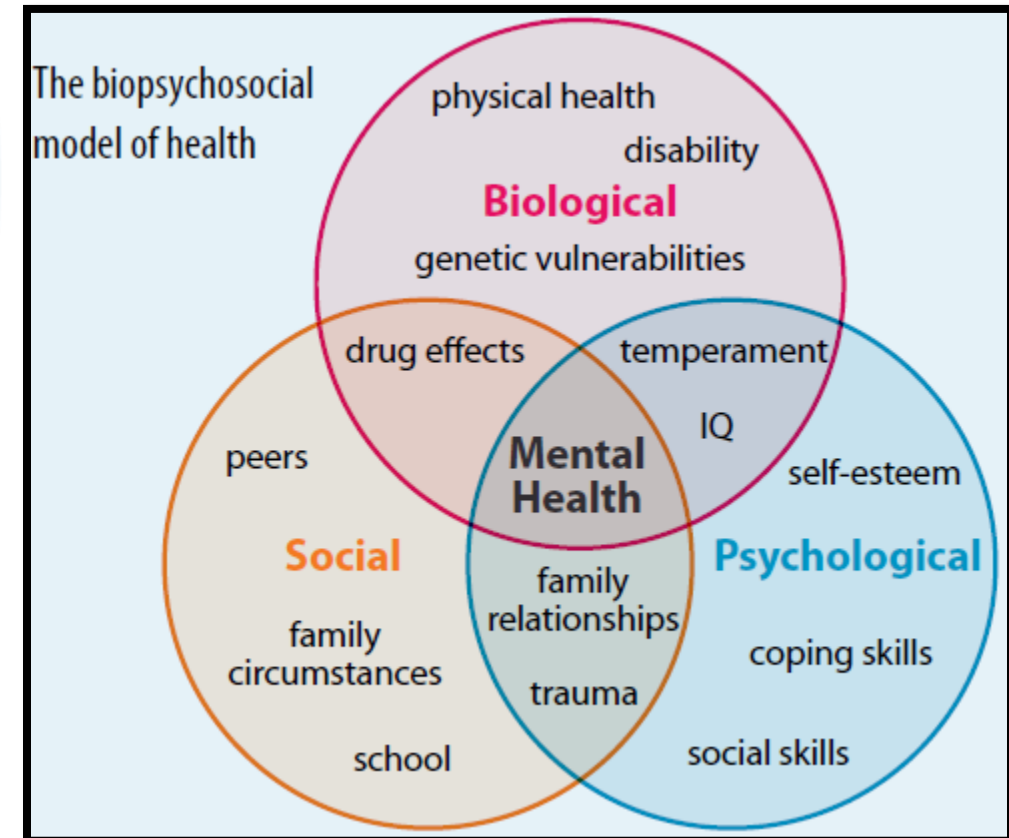 The biopsychosocial
model of health
physical health
disability
Biological
genetic vulnerabilities
drug effects
temperament
IQ
Mental
Health
peers
self-esteem
Social
Psychological
family
relationships
family
circumstances
coping skills
trauma
school
social skills